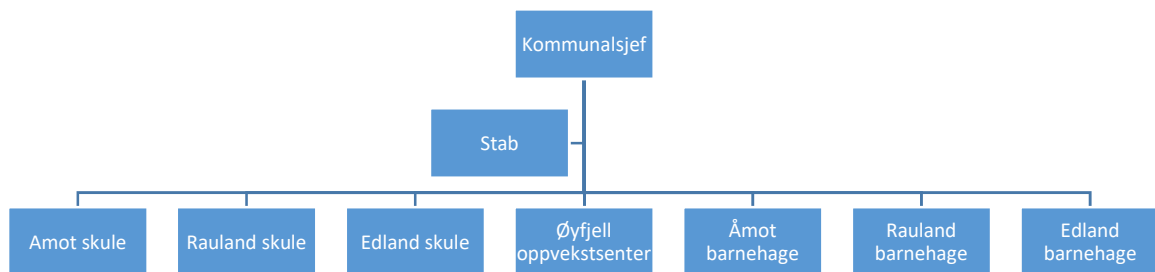 Kommunalsjef
Stab
Amot skule
Rauland skule
Edland skule
Øyfjell
oppvekstsenter
Åmot
barnehage
Rauland
barnehage
Edland
barnehage